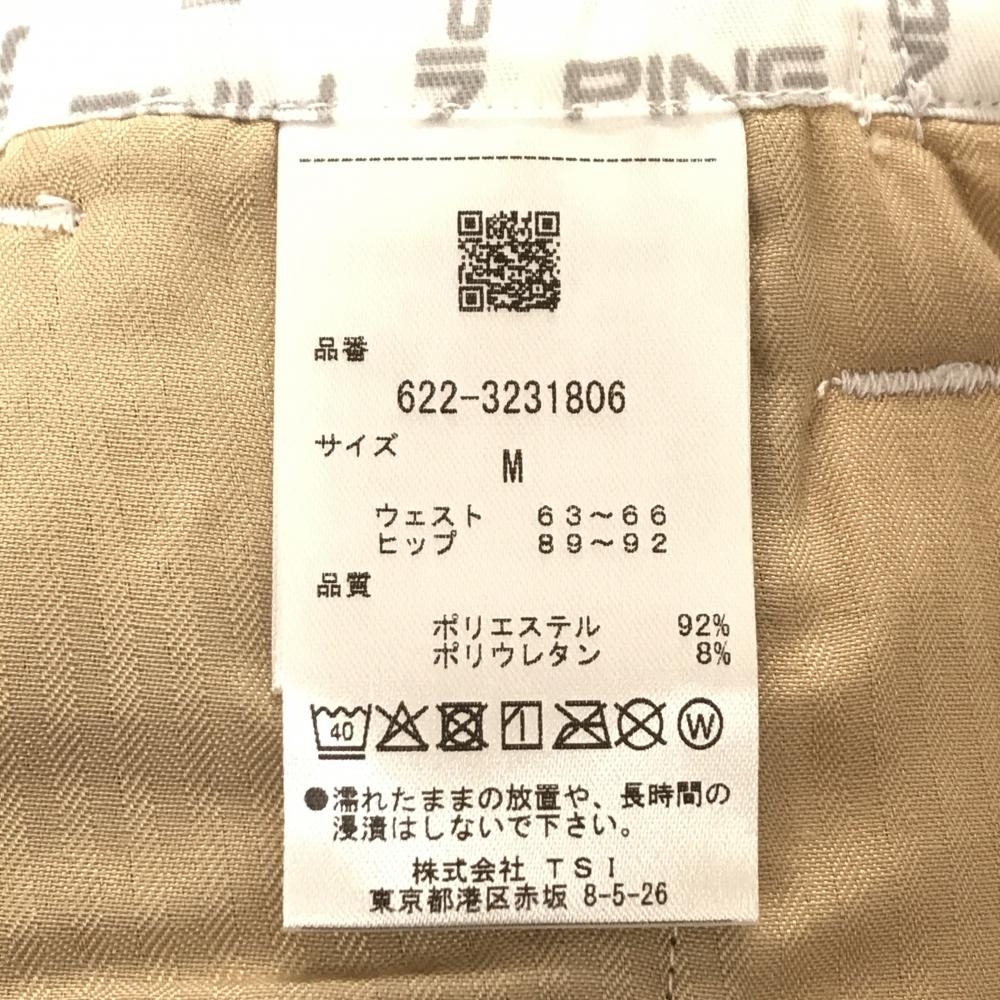 PING
品番
622-3231806
サイズ
M
ウェスト 63～66
ヒップ 89～92
品質
ポリエステル 92%
ポリウレタン 8%
40
W
●濡れたままの放置や、長時間の
浸漬はしないで下さい。
株式会社 TSI
東京都港区赤坂 8-5-26